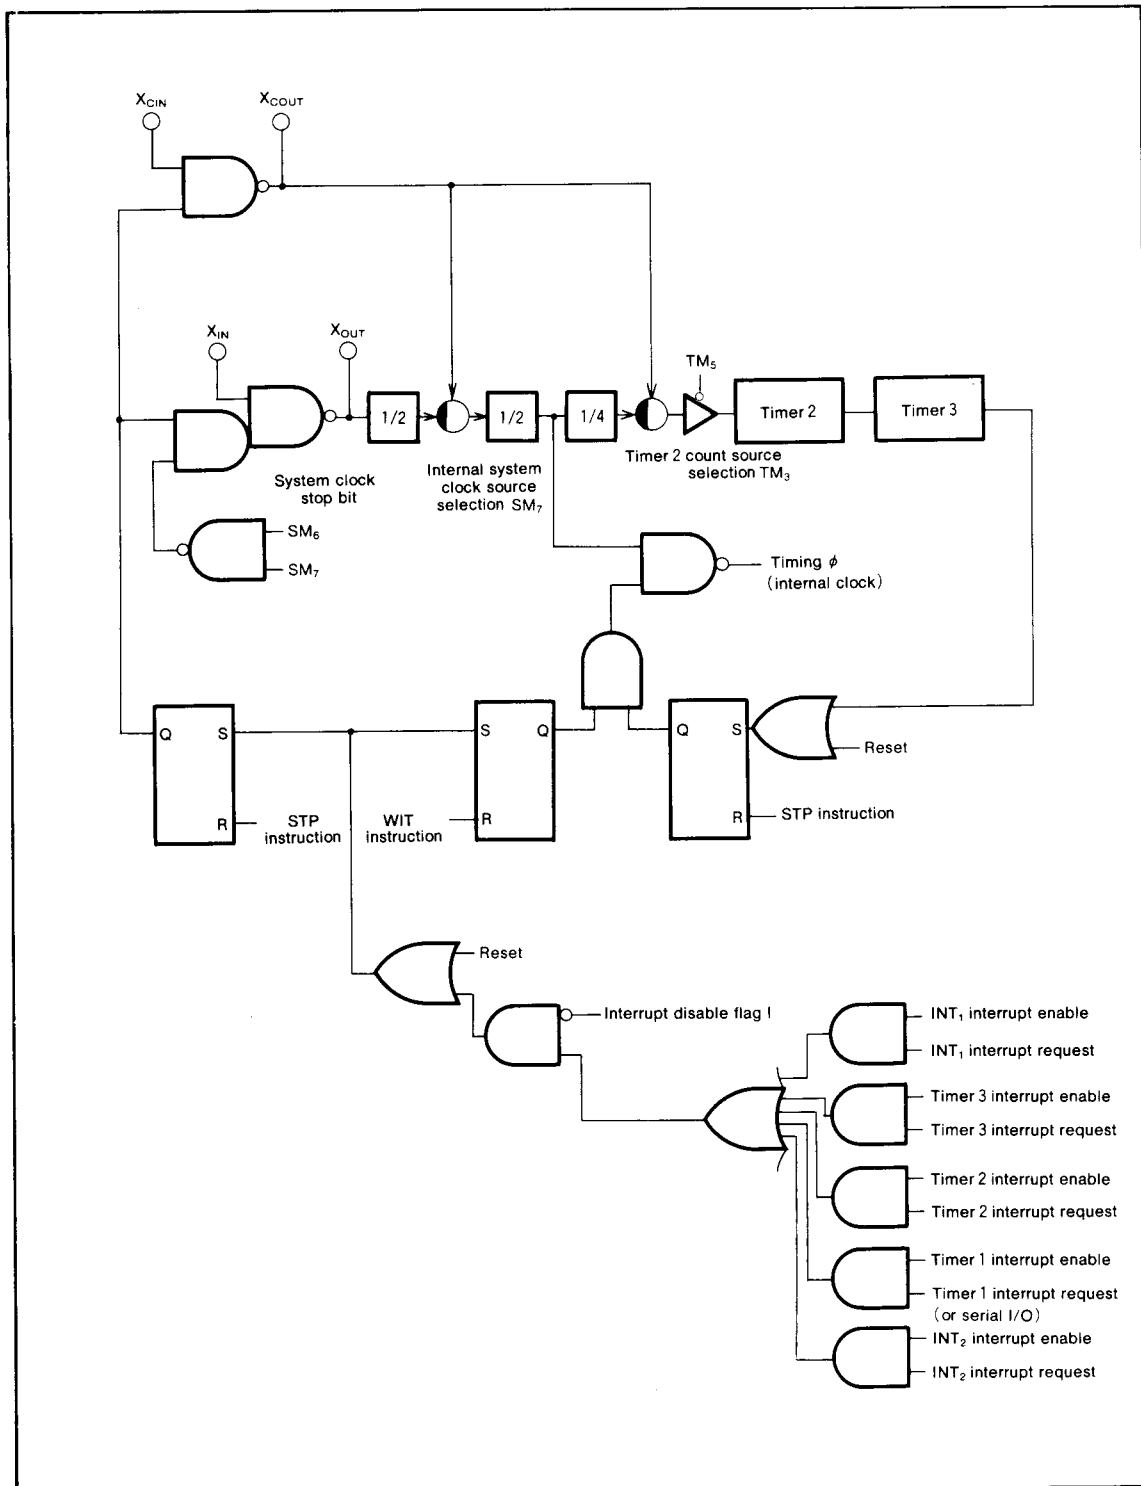 X_CIN X_COUT
X_IN X_OUT
TM₅
1/2 1/2 1/4 Timer 2 Timer 3
System clock
stop bit
Internal system
clock source
selection SM₇
Timer 2 count source
selection TM₃
SM₆
SM₇
Timing ϕ
(internal clock)
Q S
R
STP
instruction
S Q
R
WIT
instruction
Q S
R
Reset
STP instruction
Reset
Interrupt disable flag I
INT₁ interrupt enable
INT₁ interrupt request
Timer 3 interrupt enable
Timer 3 interrupt request
Timer 2 interrupt enable
Timer 2 interrupt request
Timer 1 interrupt enable
Timer 1 interrupt request
(or serial I/O)
INT₂ interrupt enable
INT₂ interrupt request